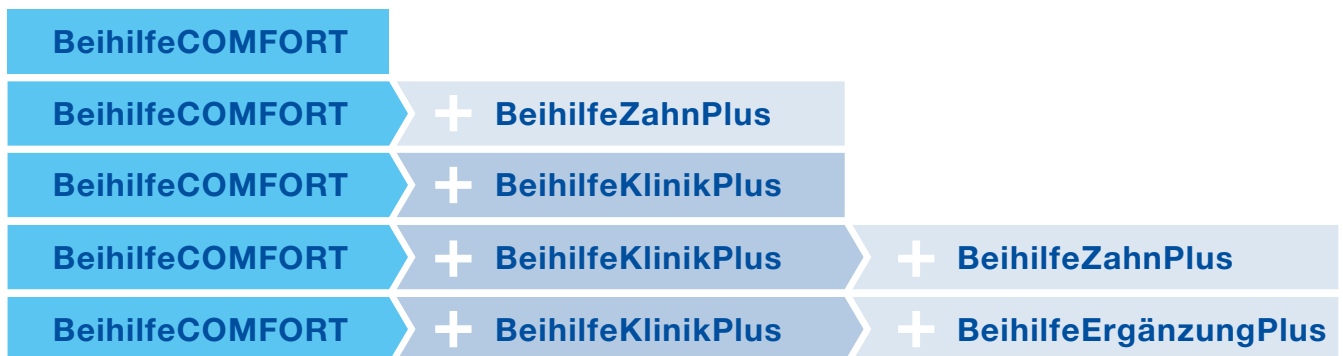 BeihilfeCOMFORT
BeihilfeCOMFORT + BeihilfeZahnPlus
BeihilfeCOMFORT + BeihilfeKlinikPlus
BeihilfeCOMFORT + BeihilfeKlinikPlus + BeihilfeZahnPlus
BeihilfeCOMFORT + BeihilfeKlinikPlus + BeihilfeErgänzungPlus